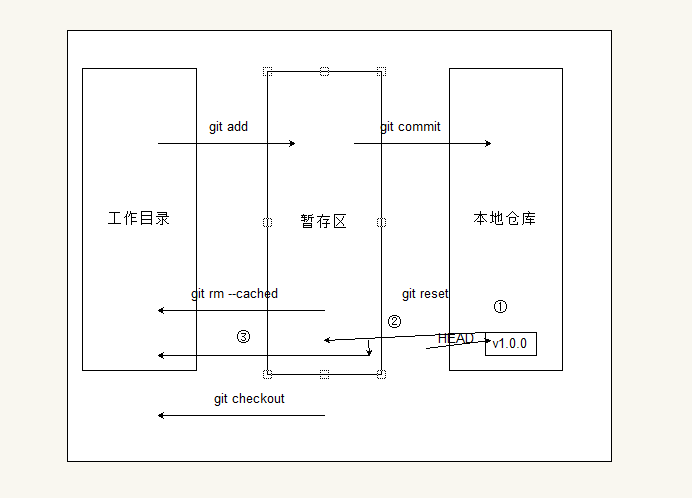 git add
git commit
工作目录
暂存区
本地仓库
git rm --cached
git reset
①
②
③
HEAD
v1.0.0
git checkout